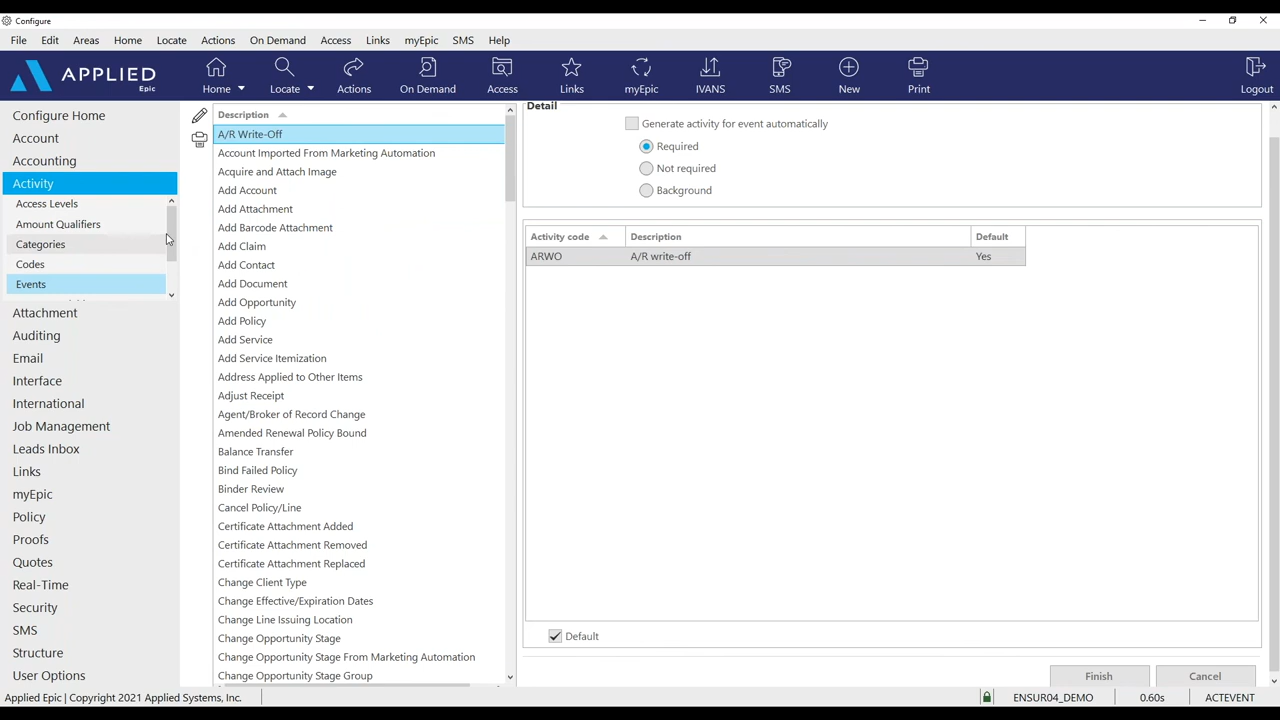 Configure
File Edit Areas Home Locate Actions On Demand Access Links myEpic SMS Help
APPLIED
Epic
Home Locate Actions On Demand Access Links myEpic IVANS SMS New Print Logout
Configure Home
Account
Accounting
Activity
Access Levels
Amount Qualifiers
Categories
Codes
Events
Attachment
Auditing
Email
Interface
International
Job Management
Leads Inbox
Links
myEpic
Policy
Proofs
Quotes
Real-Time
Security
SMS
Structure
User Options
Description
A/R Write-Off
Account Imported From Marketing Automation
Acquire and Attach Image
Add Account
Add Attachment
Add Barcode Attachment
Add Claim
Add Contact
Add Document
Add Opportunity
Add Policy
Add Service
Add Service Itemization
Address Applied to Other Items
Adjust Receipt
Agent/Broker of Record Change
Amended Renewal Policy Bound
Balance Transfer
Bind Failed Policy
Binder Review
Cancel Policy/Line
Certificate Attachment Added
Certificate Attachment Removed
Certificate Attachment Replaced
Change Client Type
Change Effective/Expiration Dates
Change Line Issuing Location
Change Opportunity Stage
Change Opportunity Stage From Marketing Automation
Change Opportunity Stage Group
Detail
Generate activity for event automatically
Required
Not required
Background
Activity code Description Default
ARWO A/R write-off Yes
Default
Finish Cancel
Applied Epic | Copyright 2021 Applied Systems, Inc. ENSUR04_DEMO 0.60s ACTEVENT